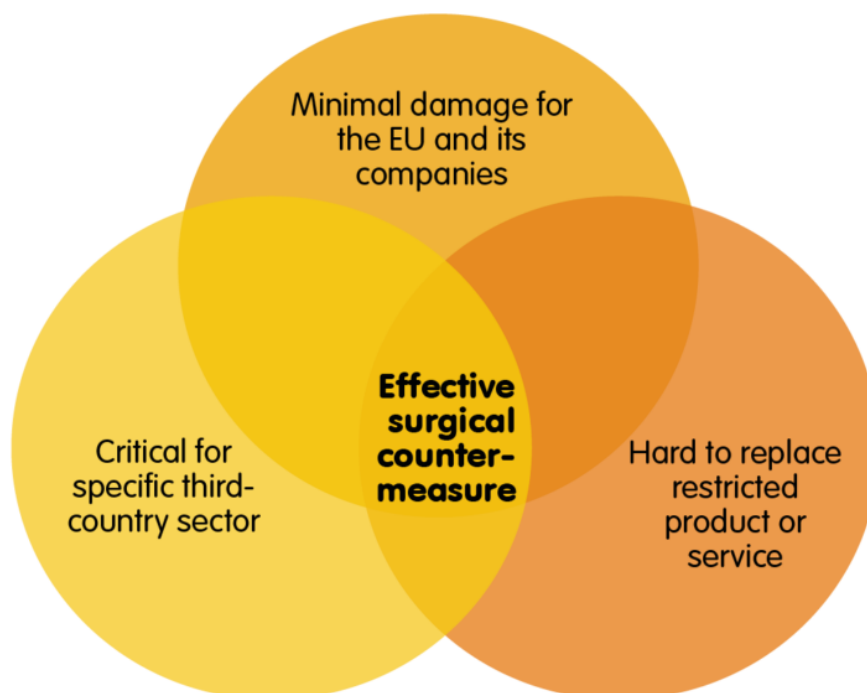 Minimal damage for
the EU and its
companies
Effective
surgical
counter-
measure
Critical for
specific third-
country sector
Hard to replace
restricted
product or
service